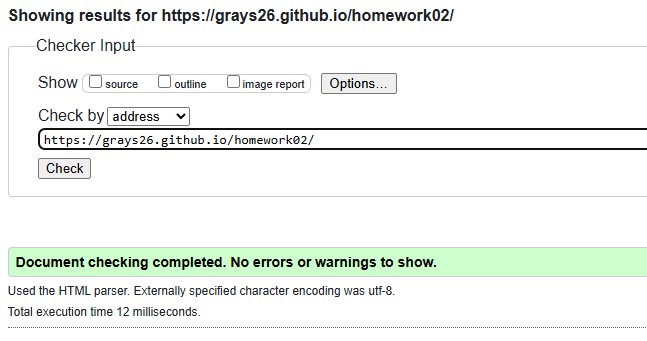 Showing results for https://grays26.github.io/homework02/
Checker Input
Show source outline image report Options...
Check by address
https://grays26.github.io/homework02/
Check
Document checking completed. No errors or warnings to show.
Used the HTML parser. Externally specified character encoding was utf-8.
Total execution time 12 milliseconds.